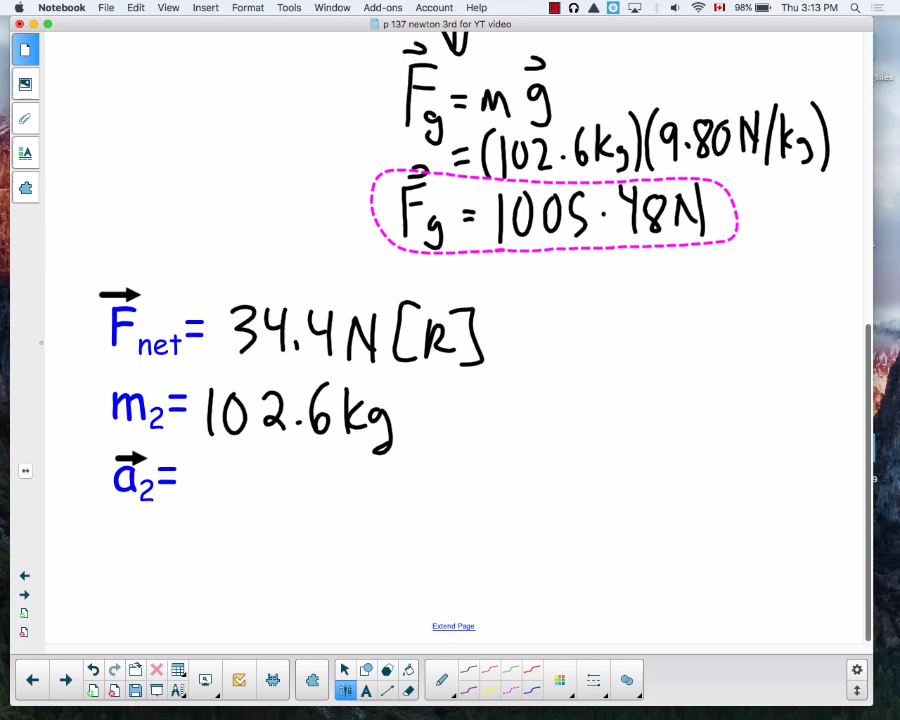 Notebook File Edit View Insert Format Tools Window Add-ons Account Help 98% Thu 3:13 PM
p 137 newton 3rd for YT video
files
F⃗g = m g⃗
= (102.6kg)(9.80N/kg)
F⃗g = 1005.48N
F⃗net= 34.4N [R]
m2= 102.6kg
a⃗2=
Extend Page